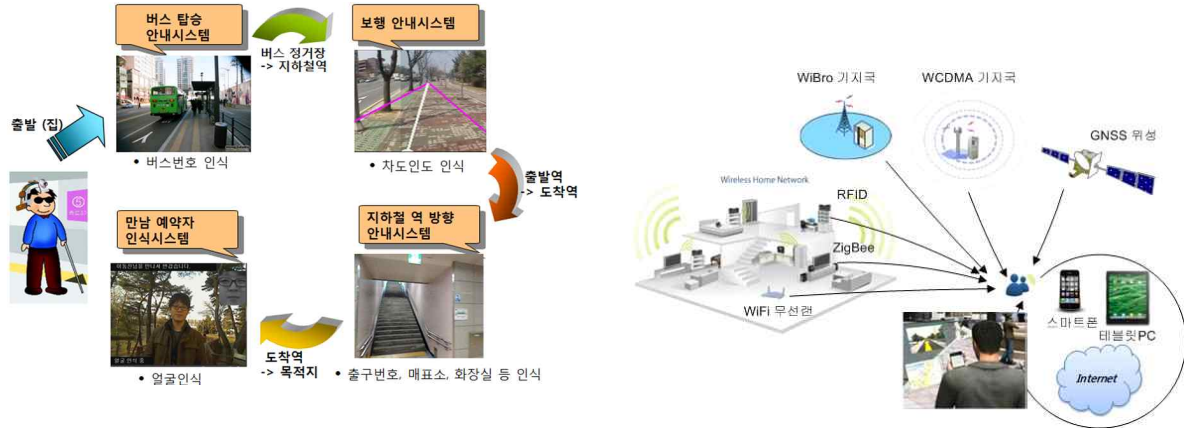 버스 탑승
안내시스템
버스 정거장
-> 지하철역
보행 안내시스템
출발 (집)
• 버스번호 인식
• 차도인도 인식
출발역
-> 도착역
만남 예약자
인식시스템
지하철 역 방향
안내시스템
얼굴 인식 중
• 얼굴인식
도착역
-> 목적지
• 출구번호, 매표소, 화장실 등 인식
WiBro 기지국
WCDMA 기지국
GNSS 위성
Wireless Home Network
RFID
ZigBee
WiFi 무선랜
스마트폰
테블릿PC
Internet